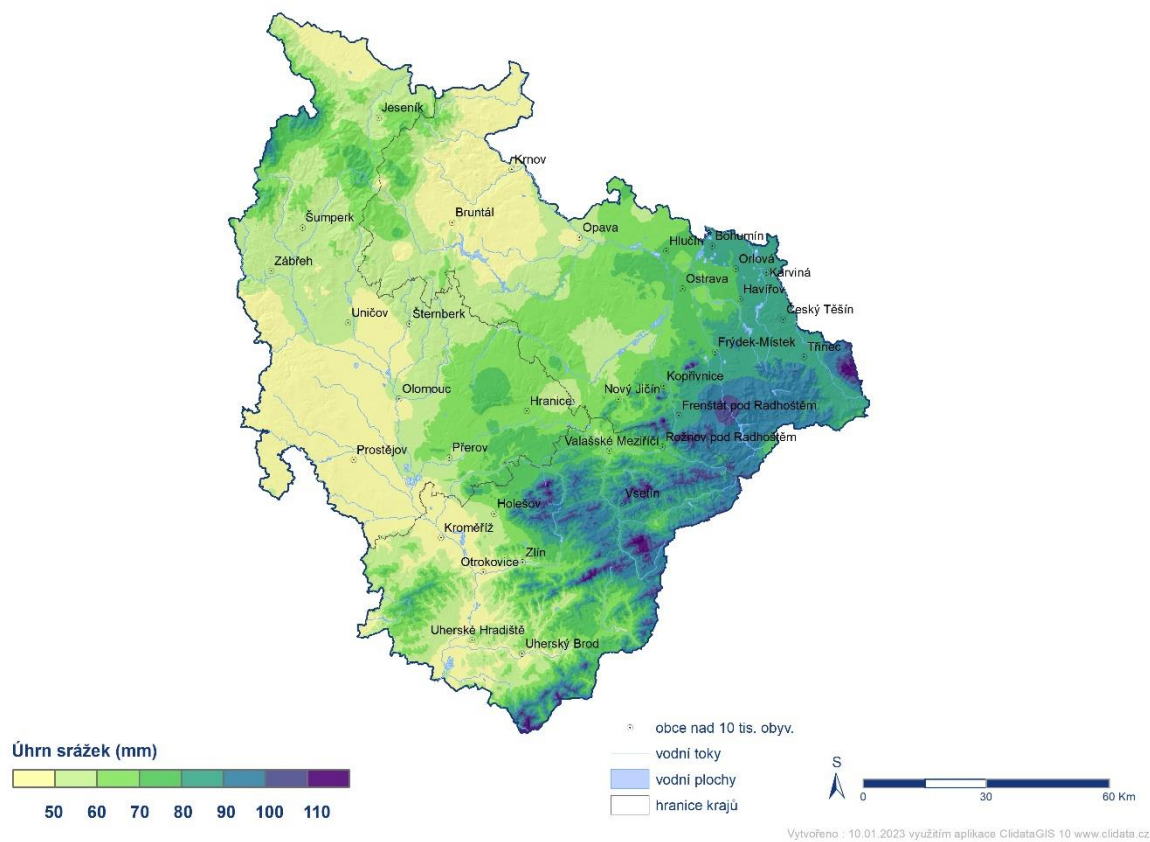 Jeseník
Krnov
Bruntál
Šumperk
Opava
Hlučín
Bohumín
Zábřeh
Orlová
Karviná
Ostrava
Havířov
Uničov
Šternberk
Český Těšín
Frýdek-Místek
Třinec
Kopřivnice
Olomouc
Nový Jičín
Hranice
Frenštát pod Radhoštěm
Valašské Meziříčí
Rožnov pod Radhoštěm
Prostějov
Přerov
Vsetín
Holešov
Kroměříž
Zlín
Otrokovice
Uherské Hradiště
Uherský Brod
Úhrn srážek (mm)
50 60 70 80 90 100 110
obce nad 10 tis. obyv.
vodní toky
vodní plochy
hranice krajů
S
0 30 60 Km
Vytvořeno : 10.01.2023 využitím aplikace ClidataGIS 10 www.clidata.cz